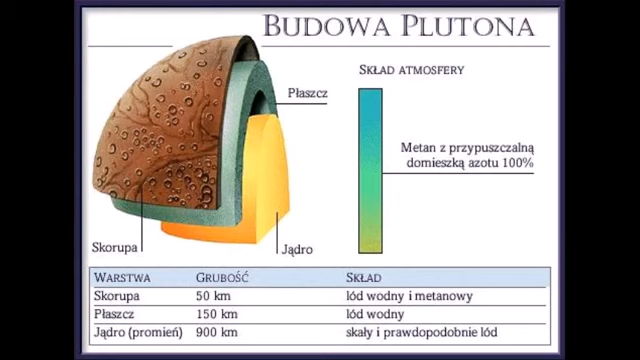 BUDOWA PLUTONA
SKŁAD ATMOSFERY
Płaszcz
Metan z przypuszczalną
domieszką azotu 100%
Skorupa
Jądro
WARSTWA GRUBOŚĆ SKŁAD
Skorupa 50 km lód wodny i metanowy
Płaszcz 150 km lód wodny
Jądro (promień) 900 km skały i prawdopodobnie lód